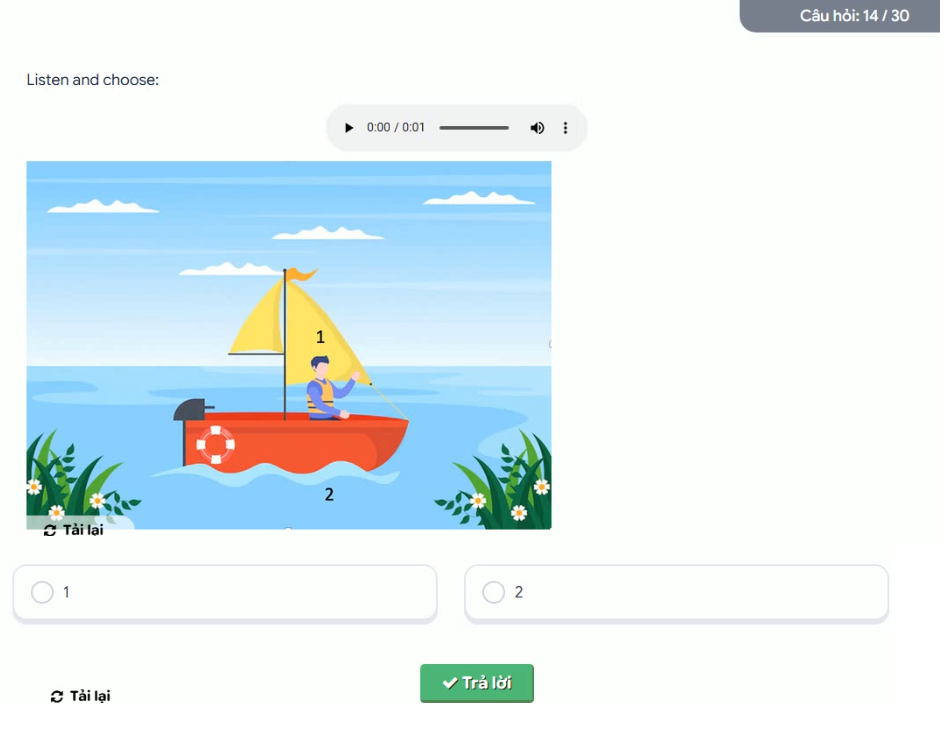 Câu hỏi: 14 / 30
Listen and choose:
0:00 / 0:01
1
2
Tải lại
1
2
Trả lời
Tải lại